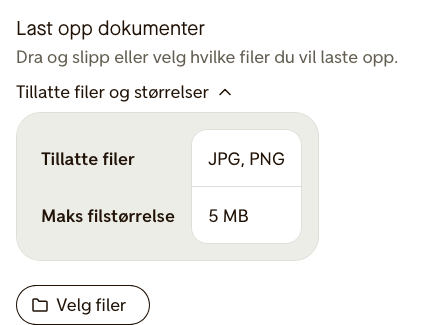 Last opp dokumenter
Dra og slipp eller velg hvilke filer du vil laste opp.
Tillatte filer og størrelser
Tillatte filer JPG, PNG
Maks filstørrelse 5 MB
Velg filer